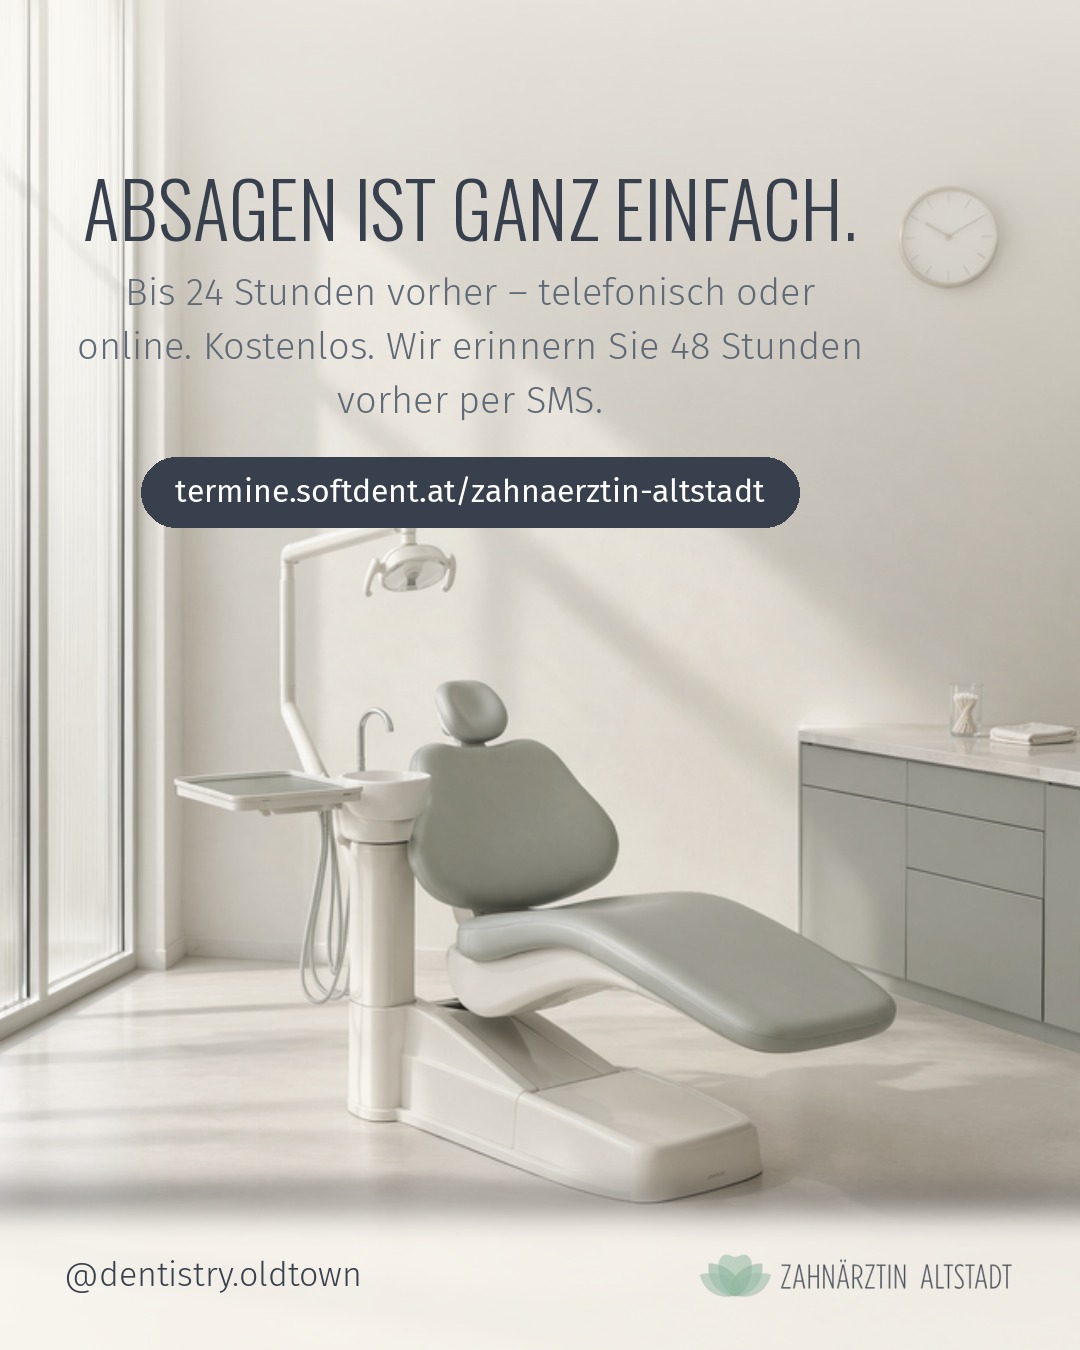 ABSAGEN IST GANZ EINFACH.
Bis 24 Stunden vorher – telefonisch oder
online. Kostenlos. Wir erinnern Sie 48 Stunden
vorher per SMS.
termine.softdent.at/zahnaerztin-altstadt
@dentistry.oldtown
ZAHNÄRZTIN ALTSTADT